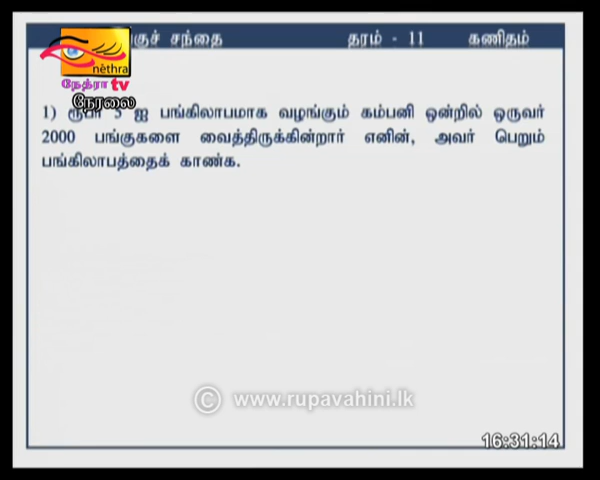 குச் சந்தை தரம் - 11 கணிதம்
nethra
நேத்ரா tv
நேரலை
1) ரூபா 5 ஐ பங்கிலாபமாக வழங்கும் கம்பனி ஒன்றில் ஒருவர்
2000 பங்குகளை வைத்திருக்கின்றார் எனின், அவர் பெறும்
பங்கிலாபத்தைக் காண்க.
© www.rupavahini.lk
16:31:14